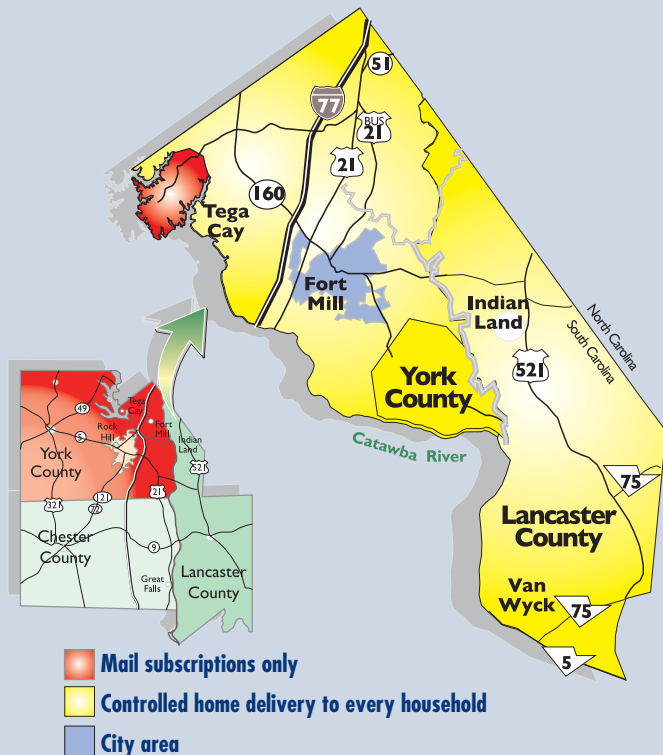 51
77
BUS
21
21
160
Tega
Cay
Fort
Mill
Indian
Land
North Carolina
South Carolina
521
York
County
Catawba River
75
Lancaster
County
Van
Wyck
75
5
49
Tega
Cay
5
Rock
Hill
Fort
Mill
York
County
Indian
Land
521
321
121
72
21
Chester
County
9
Great
Falls
Lancaster
County
Mail subscriptions only
Controlled home delivery to every household
City area